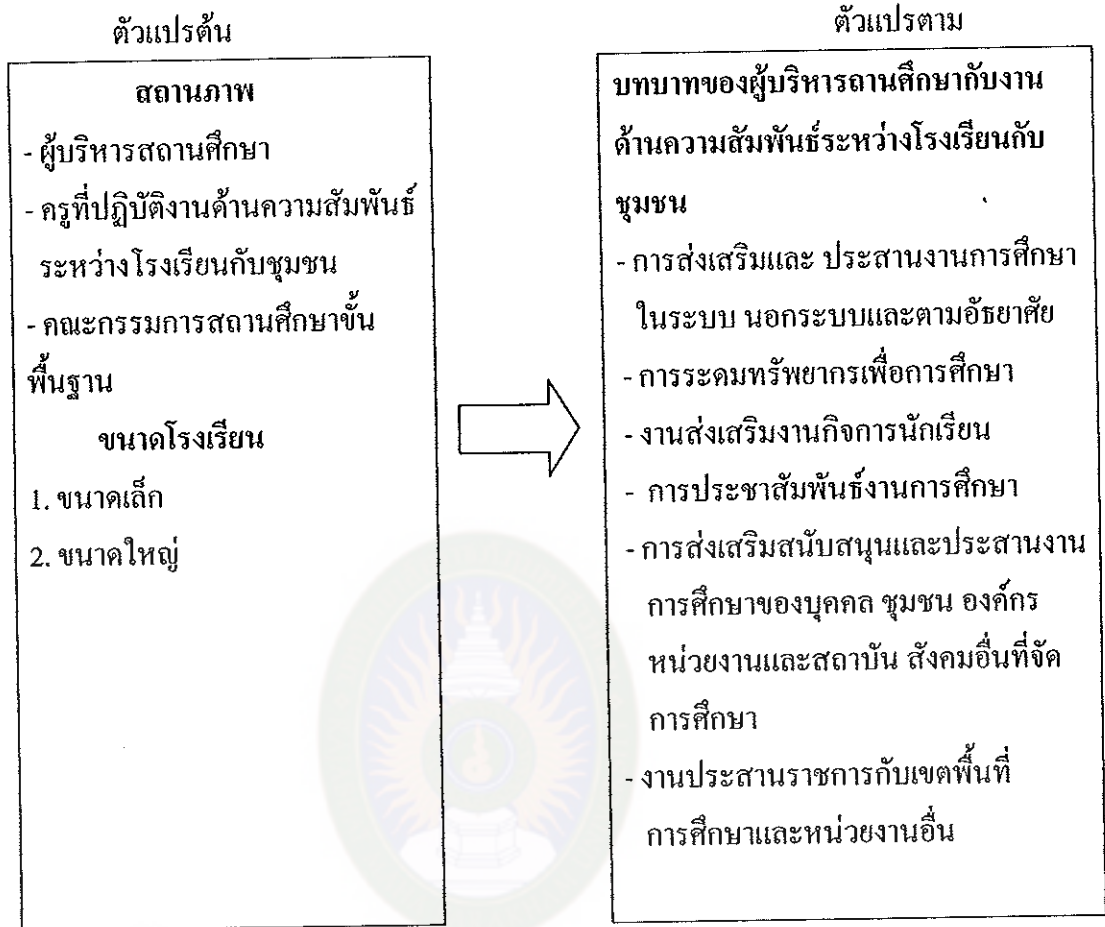 ตัวแปรต้น
สถานภาพ
- ผู้บริหารสถานศึกษา
- ครูที่ปฏิบัติงานด้านความสัมพันธ์
ระหว่างโรงเรียนกับชุมชน
- คณะกรรมการสถานศึกษาขั้น
พื้นฐาน
ขนาดโรงเรียน
1. ขนาดเล็ก
2. ขนาดใหญ่
ตัวแปรตาม
บทบาทของผู้บริหารถานศึกษากับงาน
ด้านความสัมพันธ์ระหว่างโรงเรียนกับ
ชุมชน
- การส่งเสริมและ ประสานงานการศึกษา
ในระบบ นอกระบบและตามอัธยาศัย
- การระดมทรัพยากรเพื่อการศึกษา
- งานส่งเสริมงานกิจการนักเรียน
- การประชาสัมพันธ์งานการศึกษา
- การส่งเสริมสนับสนุนและประสานงาน
การศึกษาของบุคคล ชุมชน องค์กร
หน่วยงานและสถาบัน สังคมอื่นที่จัด
การศึกษา
- งานประสานราชการกับเขตพื้นที่
การศึกษาและหน่วยงานอื่น